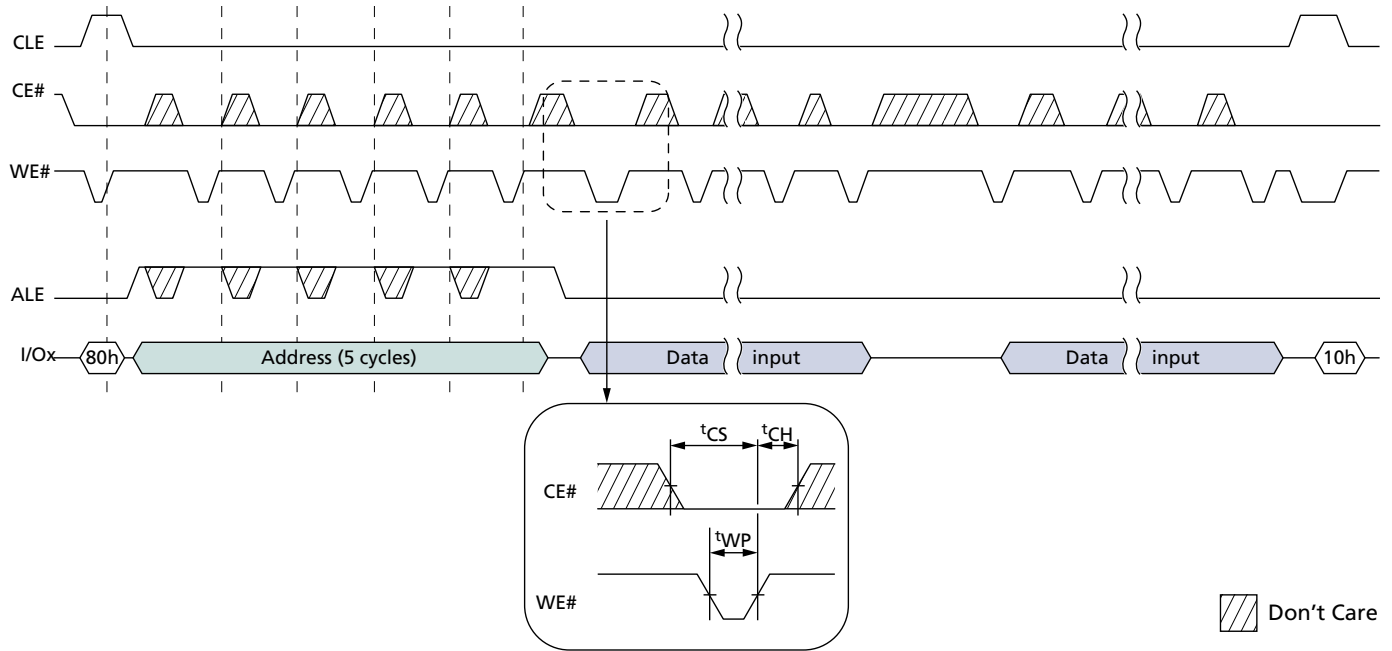 CLE
CE#
WE#
ALE
I/Ox
80h
Address (5 cycles)
Data input
Data input
10h
tCS
tCH
CE#
tWP
WE#
Don't Care